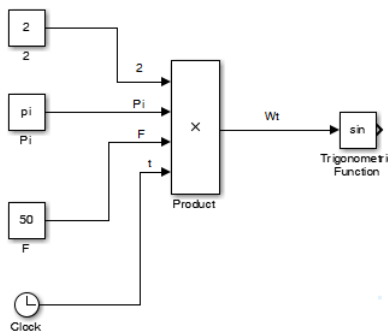 2
2
2
pi
Pi
Pi
F
t
50
F
Clock
×
Product
Wt
sin
Trigonometri
Function